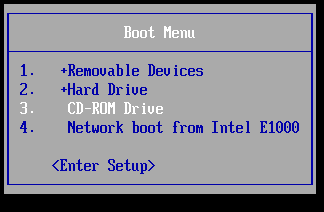 Boot Menu
1. +Removable Devices
2. +Hard Drive
3. CD-ROM Drive
4. Network boot from Intel E1000
<Enter Setup>